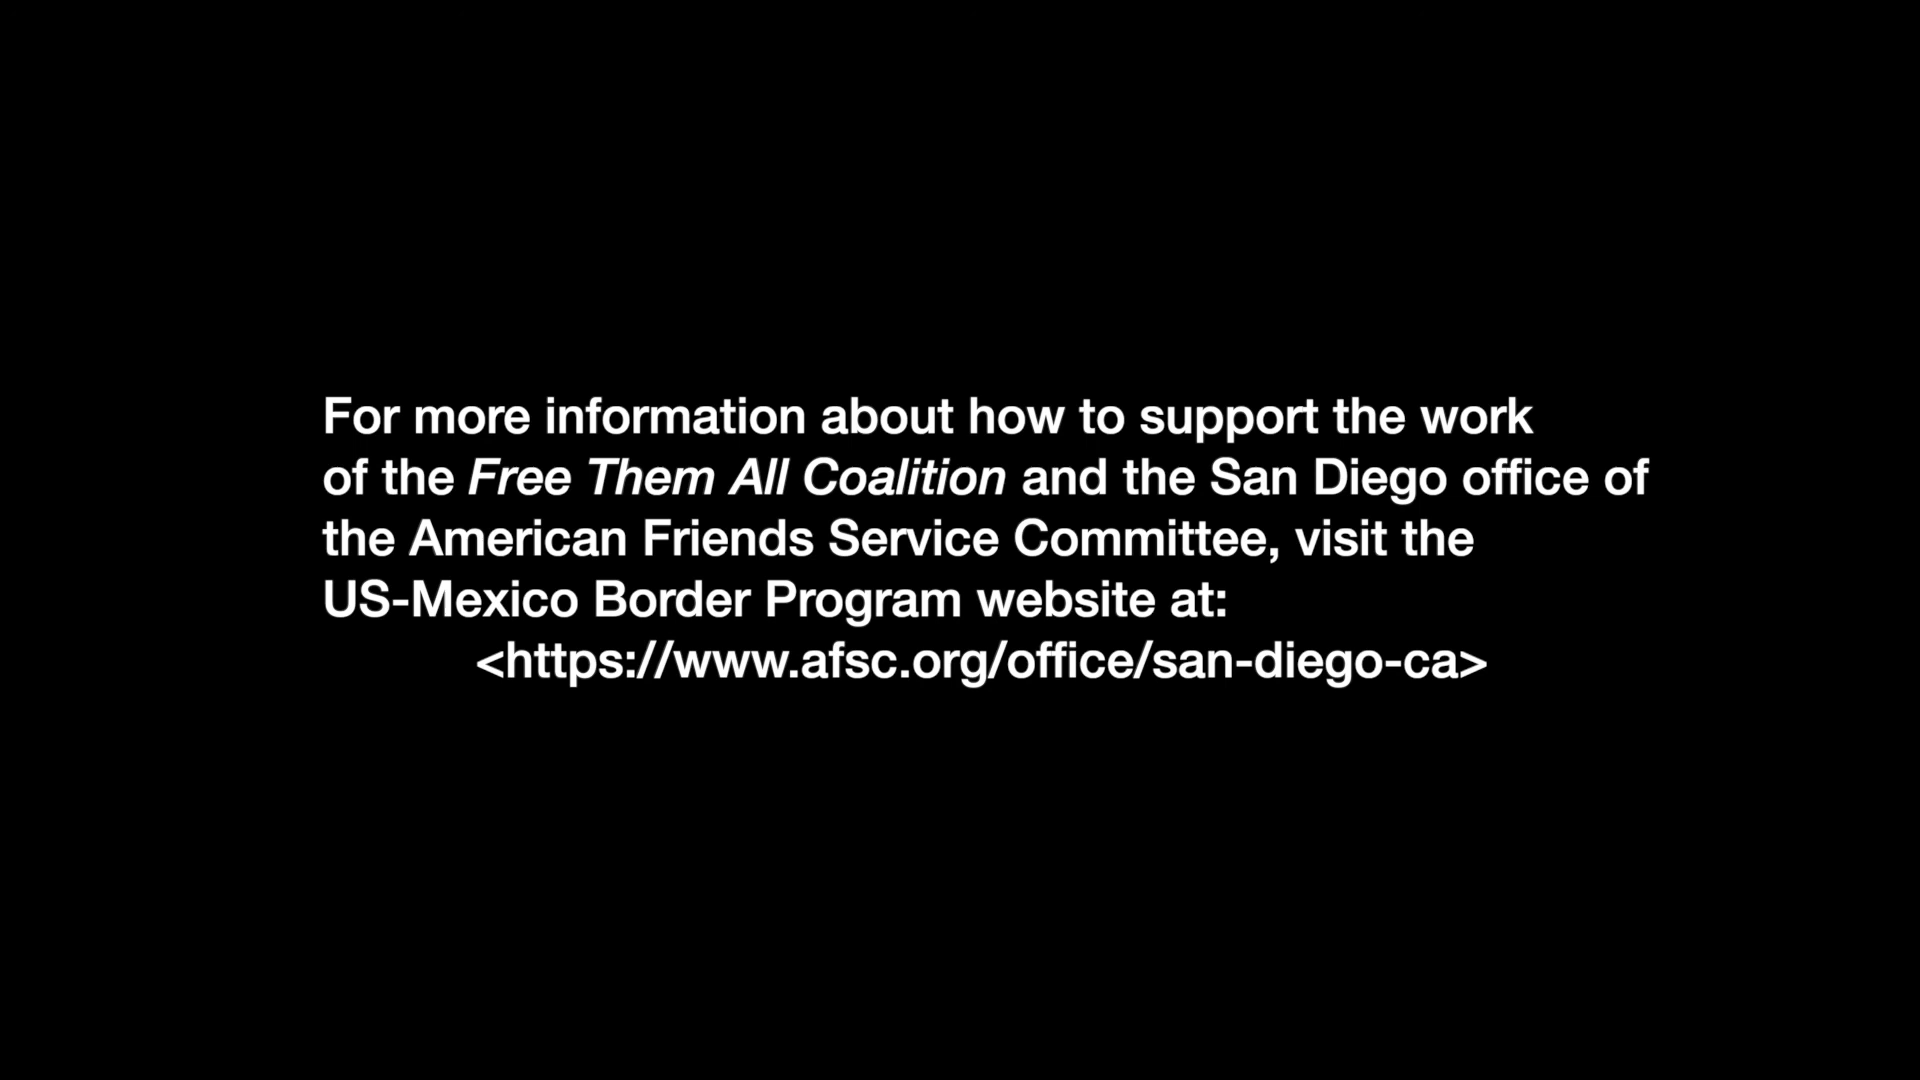 For more information about how to support the work
of the Free Them All Coalition and the San Diego office of
the American Friends Service Committee, visit the
US-Mexico Border Program website at:
<https://www.afsc.org/office/san-diego-ca>